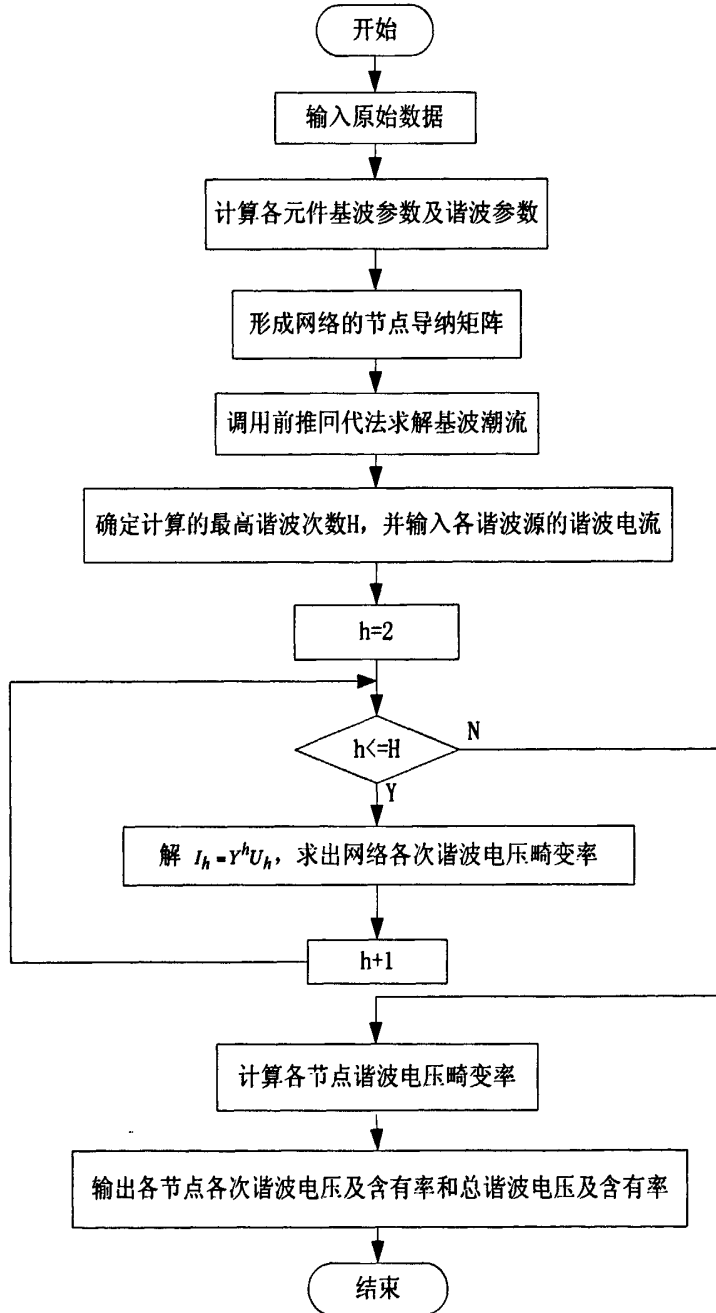 开始
输入原始数据
计算各元件基波参数及谐波参数
形成网络的节点导纳矩阵
调用前推回代法求解基波潮流
确定计算的最高谐波次数H，并输入各谐波源的谐波电流
h=2
h<=H
N
Y
解 I_h=Y^hU_h，求出网络各次谐波电压畸变率
h+1
计算各节点谐波电压畸变率
输出各节点各次谐波电压及含有率和总谐波电压及含有率
结束